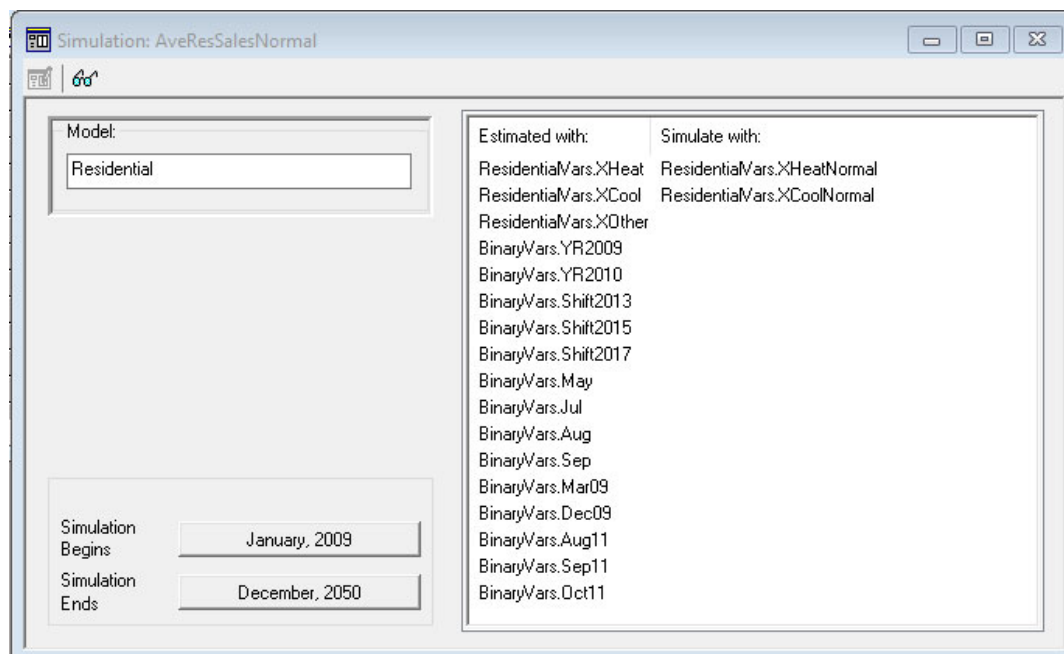 Simulation: AveResSalesNormal
Model:
Residential
Estimated with: Simulate with:
ResidentialVars.XHeat ResidentialVars.XHeatNormal
ResidentialVars.XCool ResidentialVars.XCoolNormal
ResidentialVars.XOther
BinaryVars.YR2009
BinaryVars.YR2010
BinaryVars.Shift2013
BinaryVars.Shift2015
BinaryVars.Shift2017
BinaryVars.May
BinaryVars.Jul
BinaryVars.Aug
BinaryVars.Sep
BinaryVars.Mar09
BinaryVars.Dec09
BinaryVars.Aug11
BinaryVars.Sep11
BinaryVars.Oct11
Simulation
Begins
January, 2009
Simulation
Ends
December, 2050